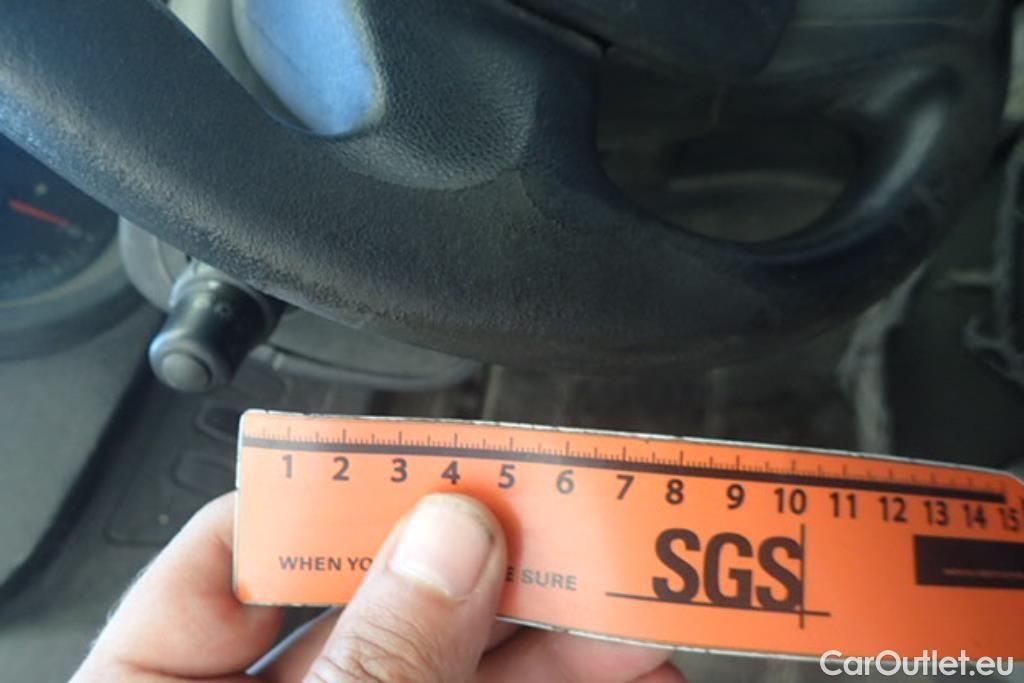 1 2 3 4 5 6 7 8 9 10 11 12 13 14 15
WHEN YO E SURE
SGS
CarOutlet.eu